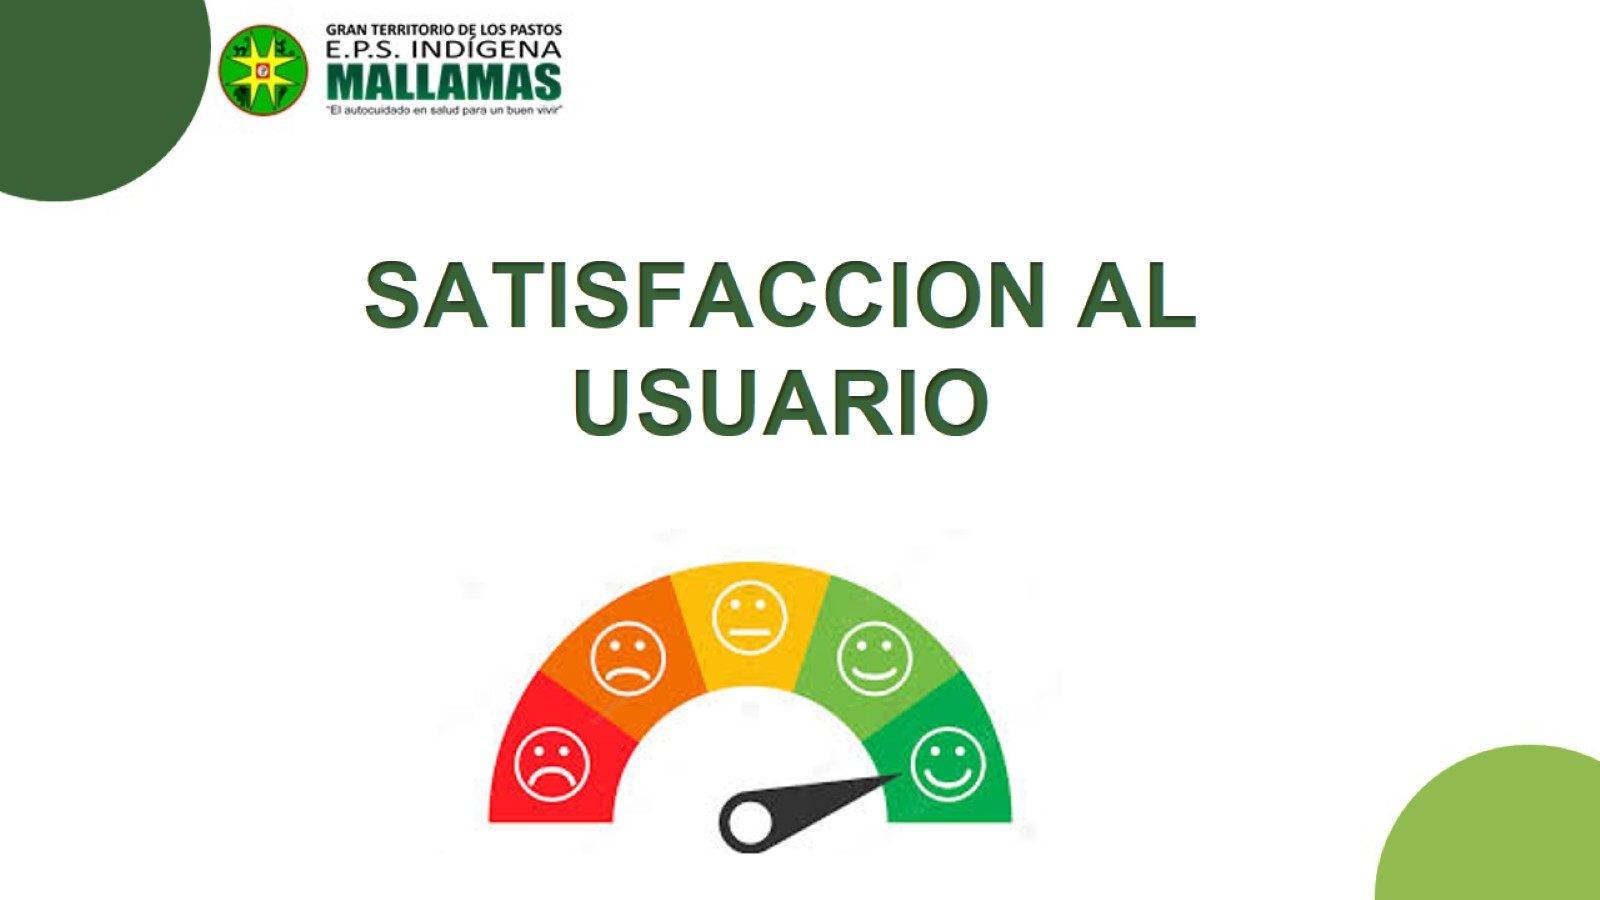 GRAN TERRITORIO DE LOS PASTOS
E.P.S. INDÍGENA
MALLAMAS
"El autocuidado en salud para un buen vivir"
SATISFACCION AL
USUARIO